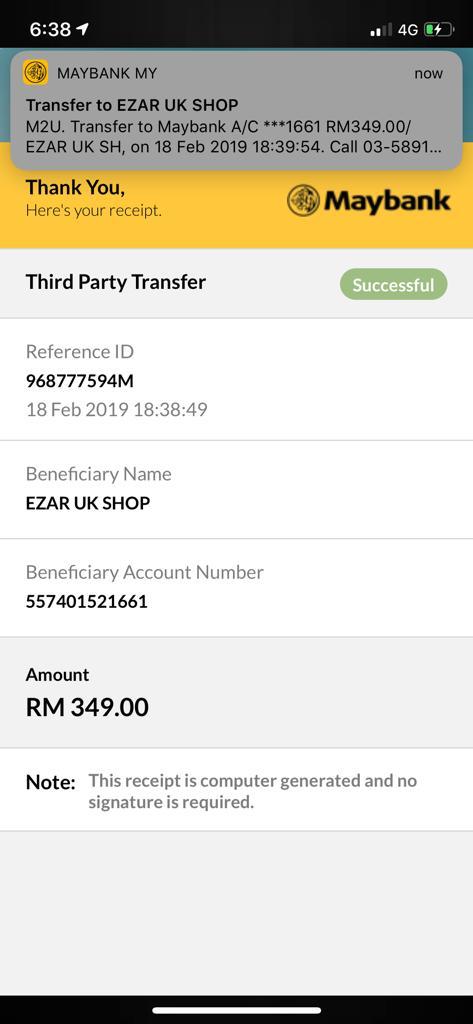 6:38
4G
MAYBANK MY
now
Transfer to EZAR UK SHOP
M2U. Transfer to Maybank A/C ***1661 RM349.00/
EZAR UK SH, on 18 Feb 2019 18:39:54. Call 03-5891...
Thank You,
Here's your receipt.
Maybank
Third Party Transfer
Successful
Reference ID
968777594M
18 Feb 2019 18:38:49
Beneficiary Name
EZAR UK SHOP
Beneficiary Account Number
557401521661
Amount
RM 349.00
Note: This receipt is computer generated and no
signature is required.